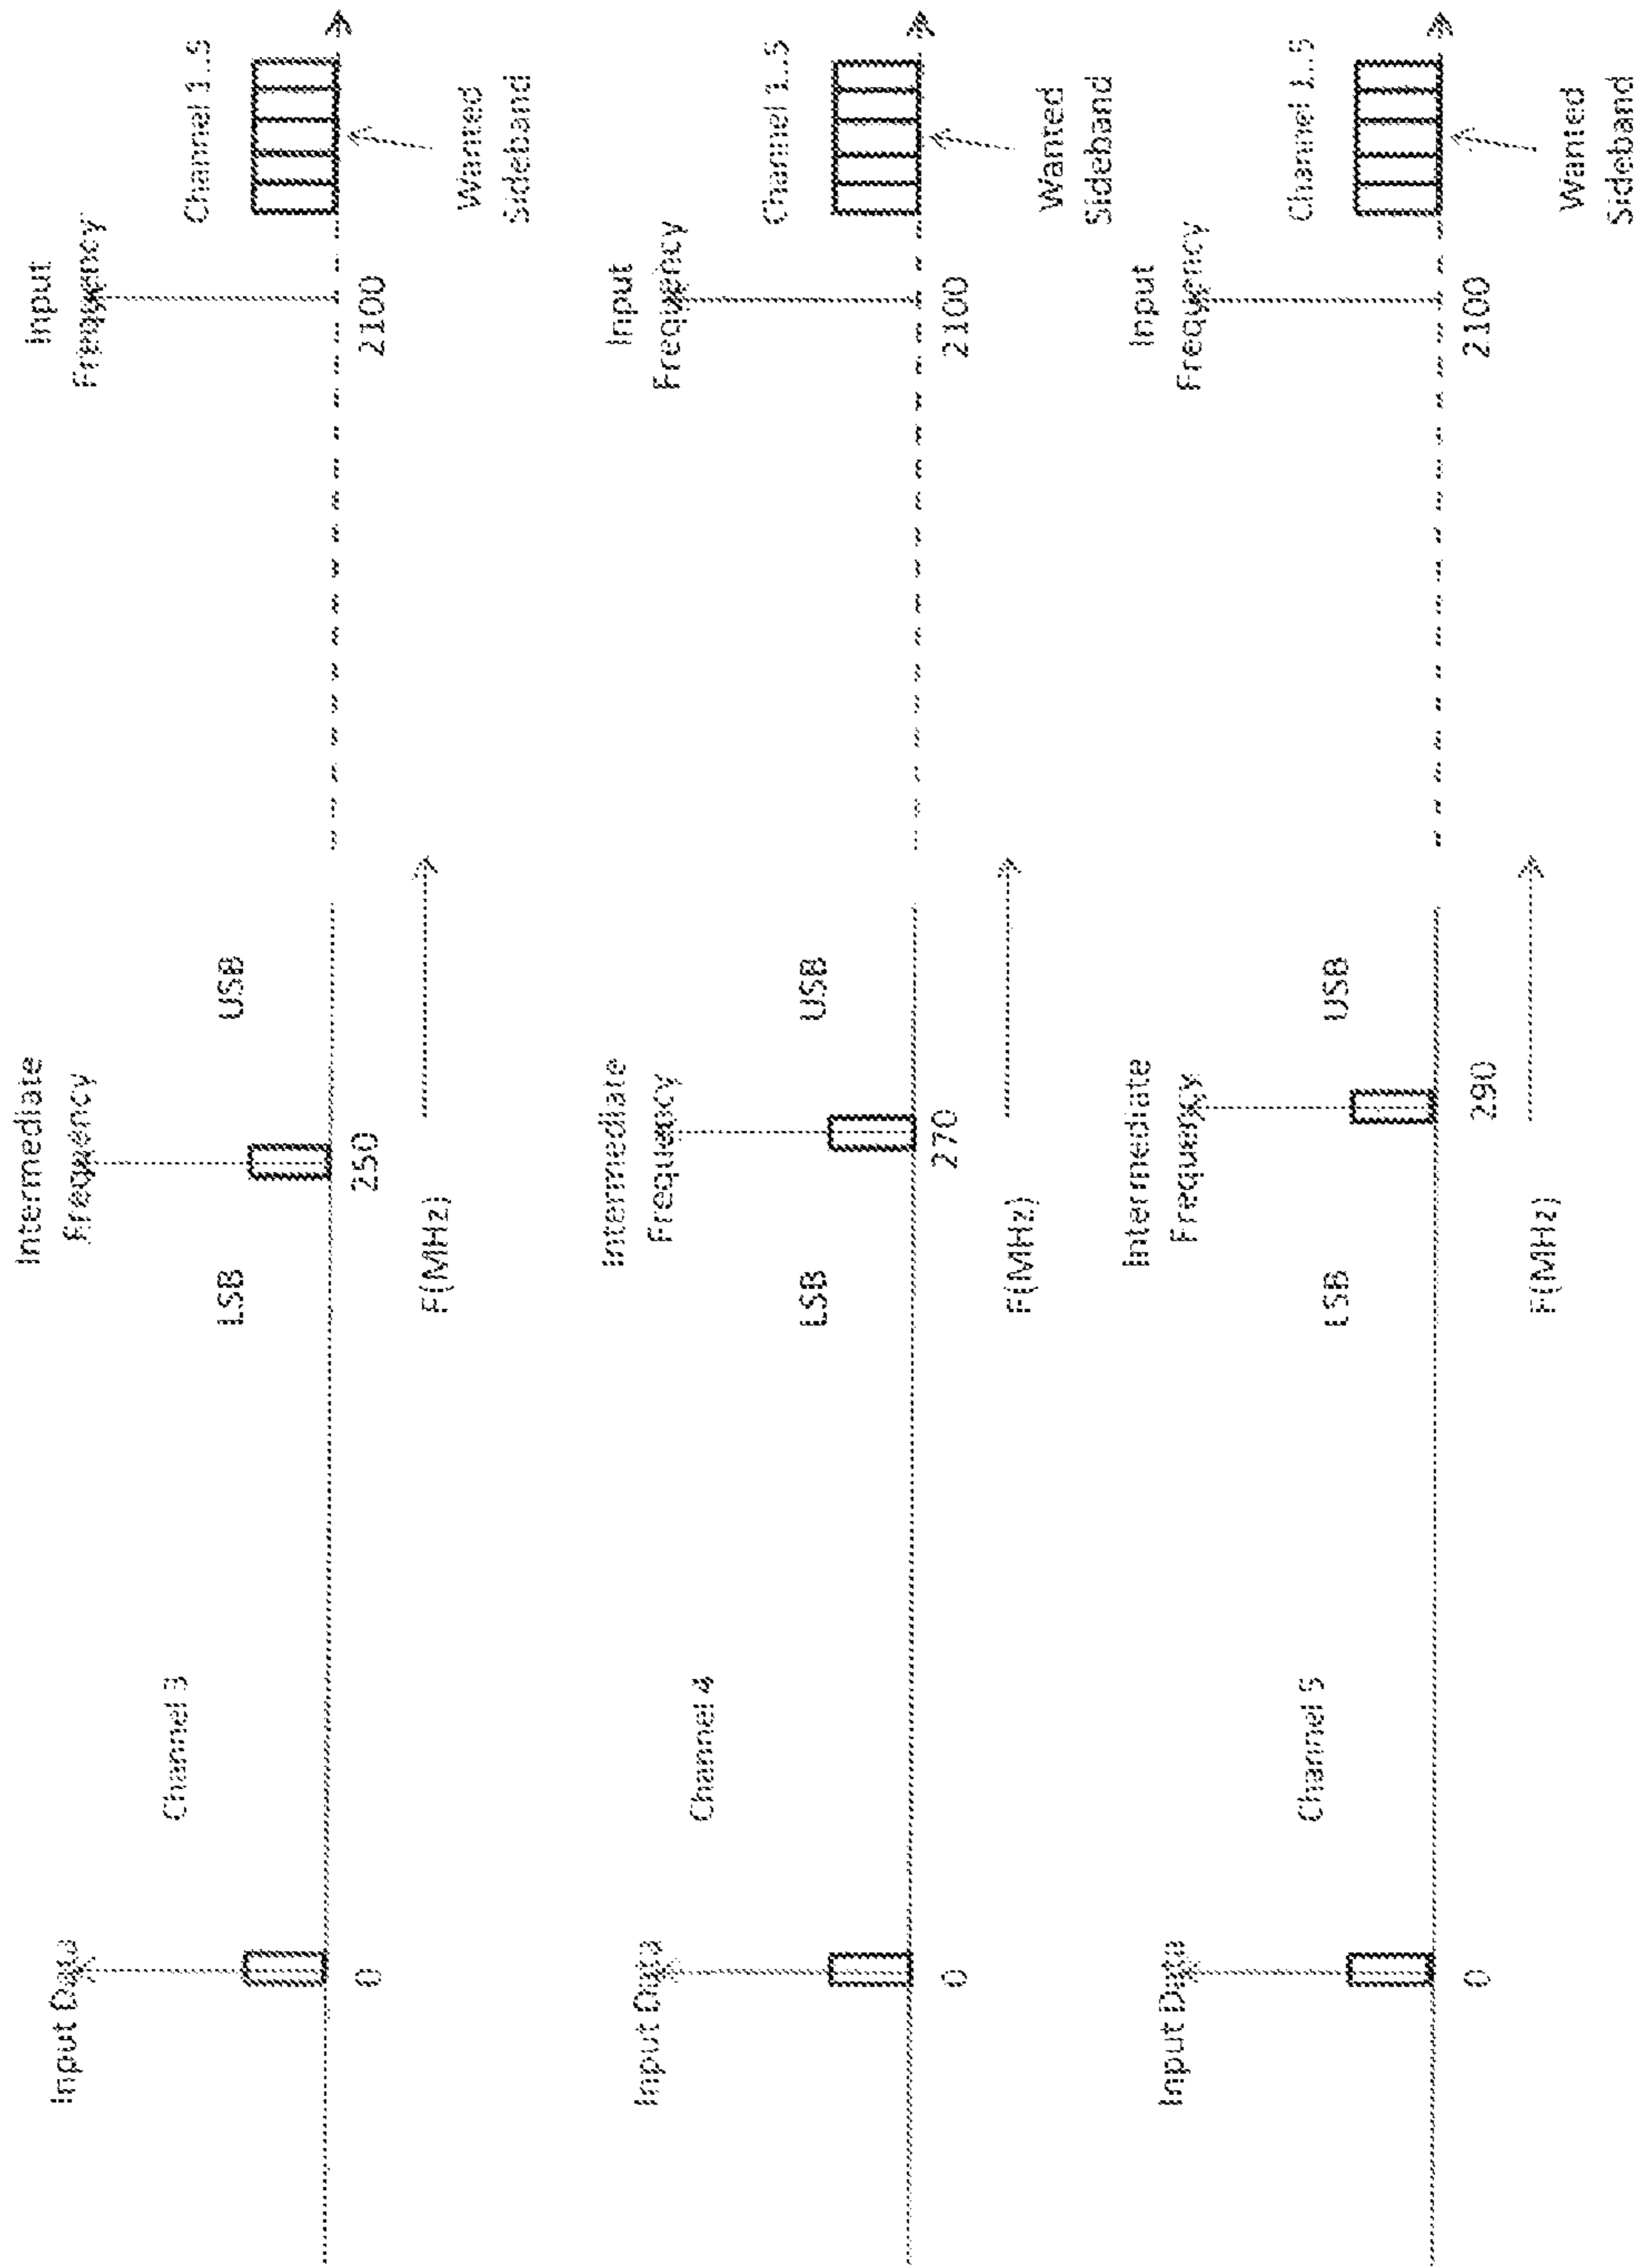 Input Data
Channel 3
0
Intermediate
Frequency
LSB
USB
250
F(MHz)
Input
Frequency
2100
Channel 1..5
Wanted
Sideband
Input Data
Channel 4
0
Intermediate
Frequency
LSB
USB
270
F(MHz)
Input
Frequency
2100
Channel 1..5
Wanted
Sideband
Input Data
Channel 5
0
Intermediate
Frequency
LSB
USB
290
F(MHz)
Input
Frequency
2100
Channel 1..5
Wanted
Sideband